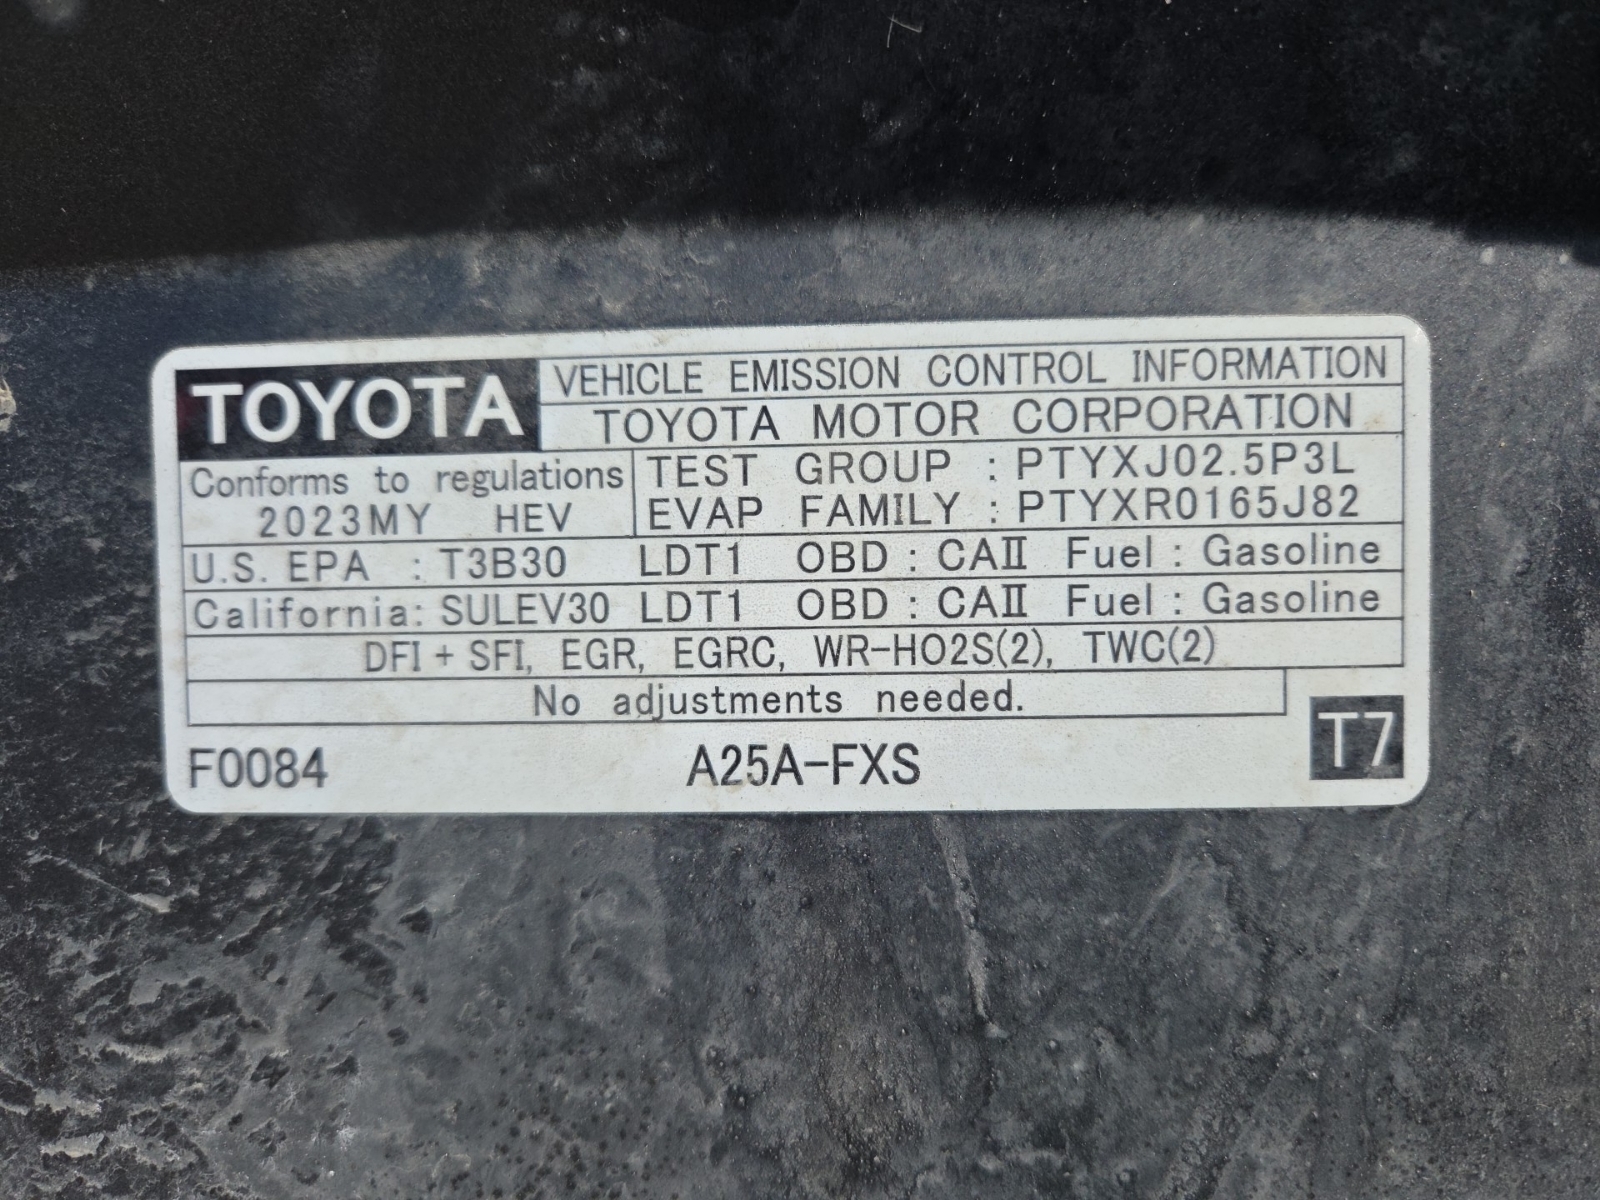 TOYOTA
VEHICLE EMISSION CONTROL INFORMATION
TOYOTA MOTOR CORPORATION
Conforms to regulations
2023MY HEV
TEST GROUP : PTYXJ02.5P3L
EVAP FAMILY : PTYXR0165J82
U.S. EPA : T3B30 LDT1 OBD : CAII Fuel : Gasoline
California: SULEV30 LDT1 OBD : CAII Fuel : Gasoline
DFI + SFI, EGR, EGRC, WR-HO2S(2), TWC(2)
No adjustments needed.
F0084 A25A-FXS T7